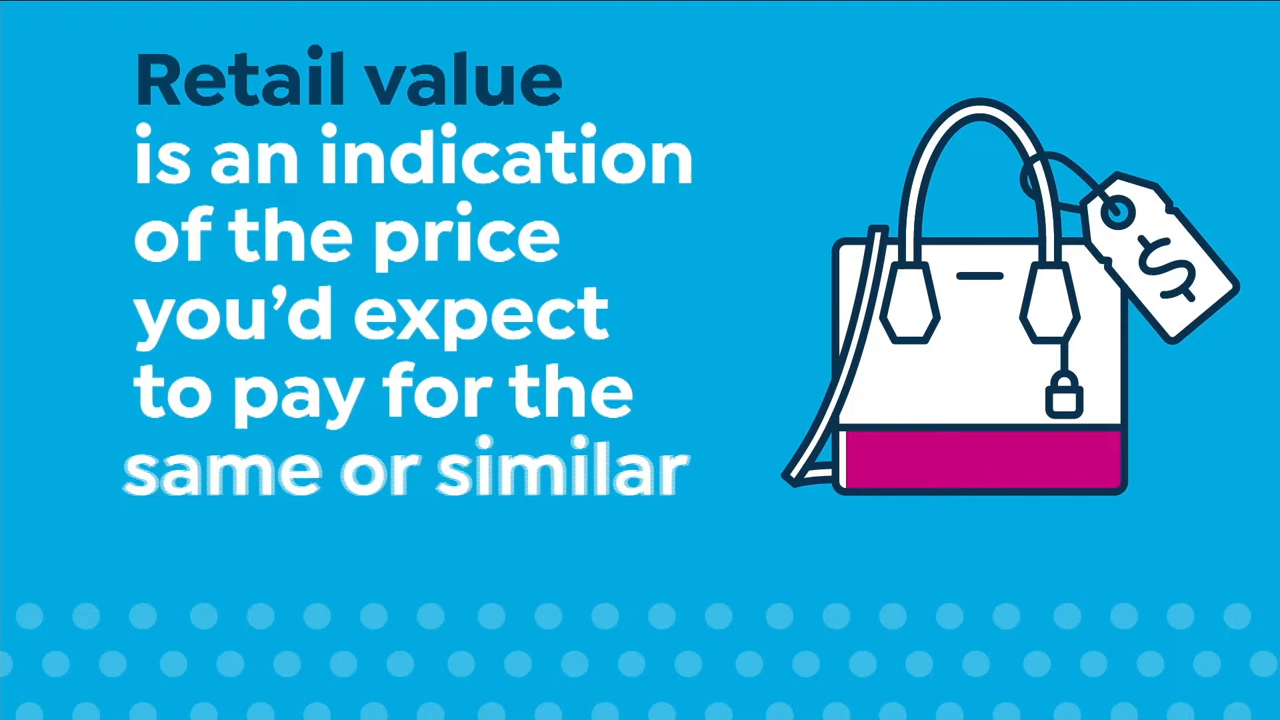 Retail value
is an indication
of the price
you’d expect
to pay for the
same or similar
$